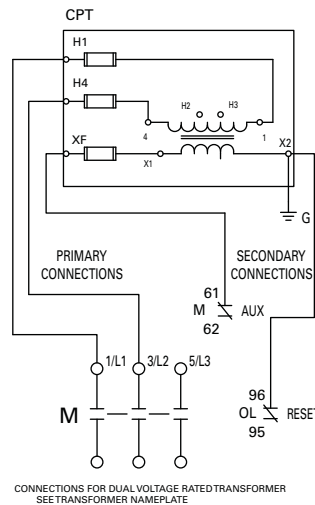 CPT
H1
H4
H2 H3
4 1
XF
X1
X2
G
PRIMARY
CONNECTIONS
SECONDARY
CONNECTIONS
61
M AUX
62
1/L1 3/L2 5/L3
M
96
OL RESET
95
CONNECTIONS FOR DUAL VOLTAGE RATED TRANSFORMER
SEE TRANSFORMER NAMEPLATE